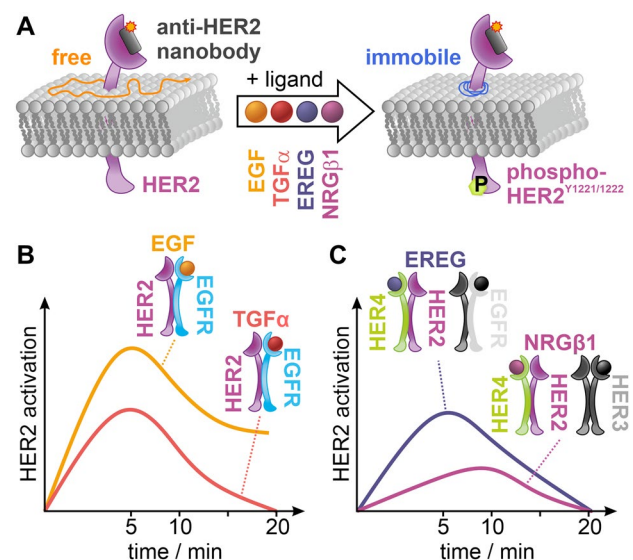 A
free
anti-HER2
nanobody
+ ligand
immobile
HER2
EGF
TGFα
EREG
NRGβ1
P
phospho-
HER2Y1221/1222
B
EGF
HER2
EGFR
TGFα
HER2
EGFR
HER2 activation
5
10
20
time / min
C
EREG
HER4
HER2
EGFR
NRGβ1
HER4
HER2
HER3
HER2 activation
5
10
20
time / min